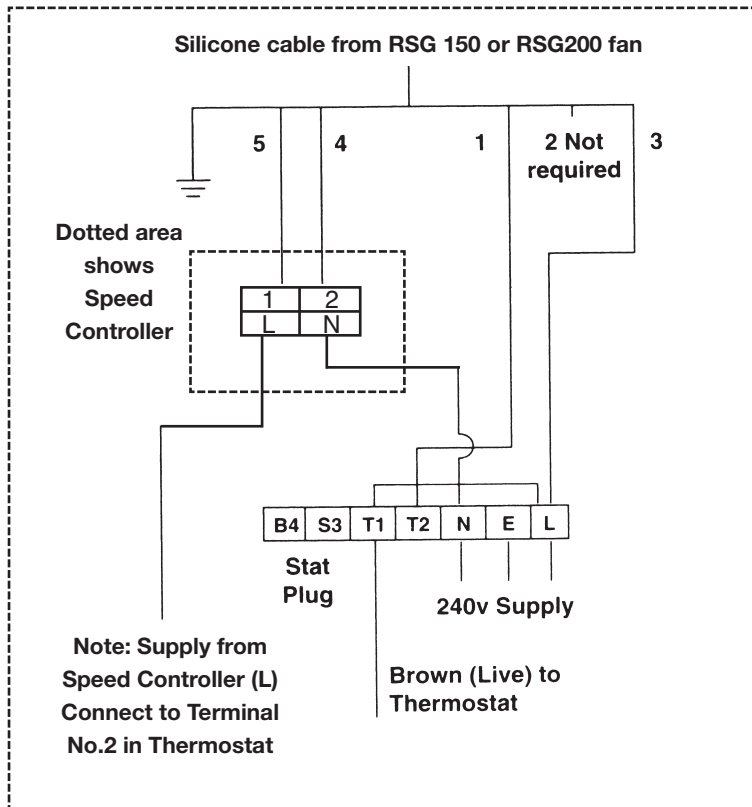 Silicone cable from RSG 150 or RSG200 fan
5
4
1
2 Not
required
3
Dotted area
shows
Speed
Controller
1 2
L N
B4 S3 T1 T2 N E L
Stat
Plug
240v Supply
Note: Supply from
Speed Controller (L)
Connect to Terminal
No.2 in Thermostat
Brown (Live) to
Thermostat